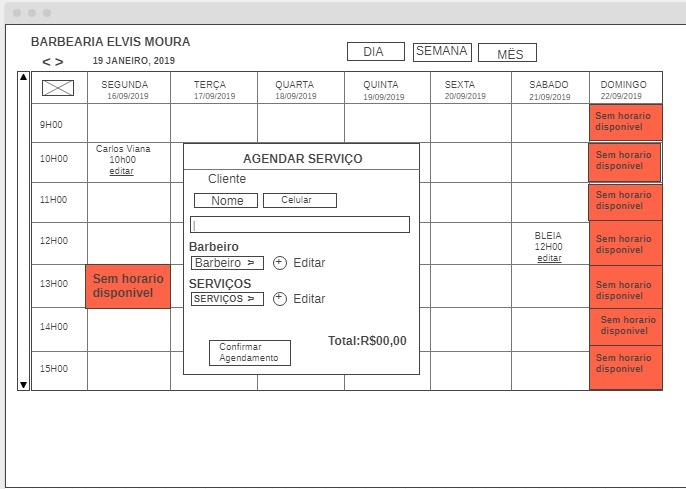 BARBEARIA ELVIS MOURA
< >
19 JANEIRO, 2019
DIA
SEMANA
MÊS
SEGUNDA
16/09/2019
TERÇA
17/09/2019
QUARTA
18/09/2019
QUINTA
19/09/2019
SEXTA
20/09/2019
SABADO
21/09/2019
DOMINGO
22/09/2019
9H00
Sem horario
disponivel
10H00
Carlos Viana
10h00
editar
Sem horario
disponivel
11H00
Sem horario
disponivel
12H00
BLEIA
12H00
editar
Sem horario
disponivel
13H00
Sem horario
disponivel
Sem horario
disponivel
14H00
Sem horario
disponivel
15H00
Sem horario
disponivel
AGENDAR SERVIÇO
Cliente
Nome
Celular
Barbeiro
Barbeiro
+
Editar
SERVIÇOS
SERVIÇOS
+
Editar
Total:R$00,00
Confirmar
Agendamento